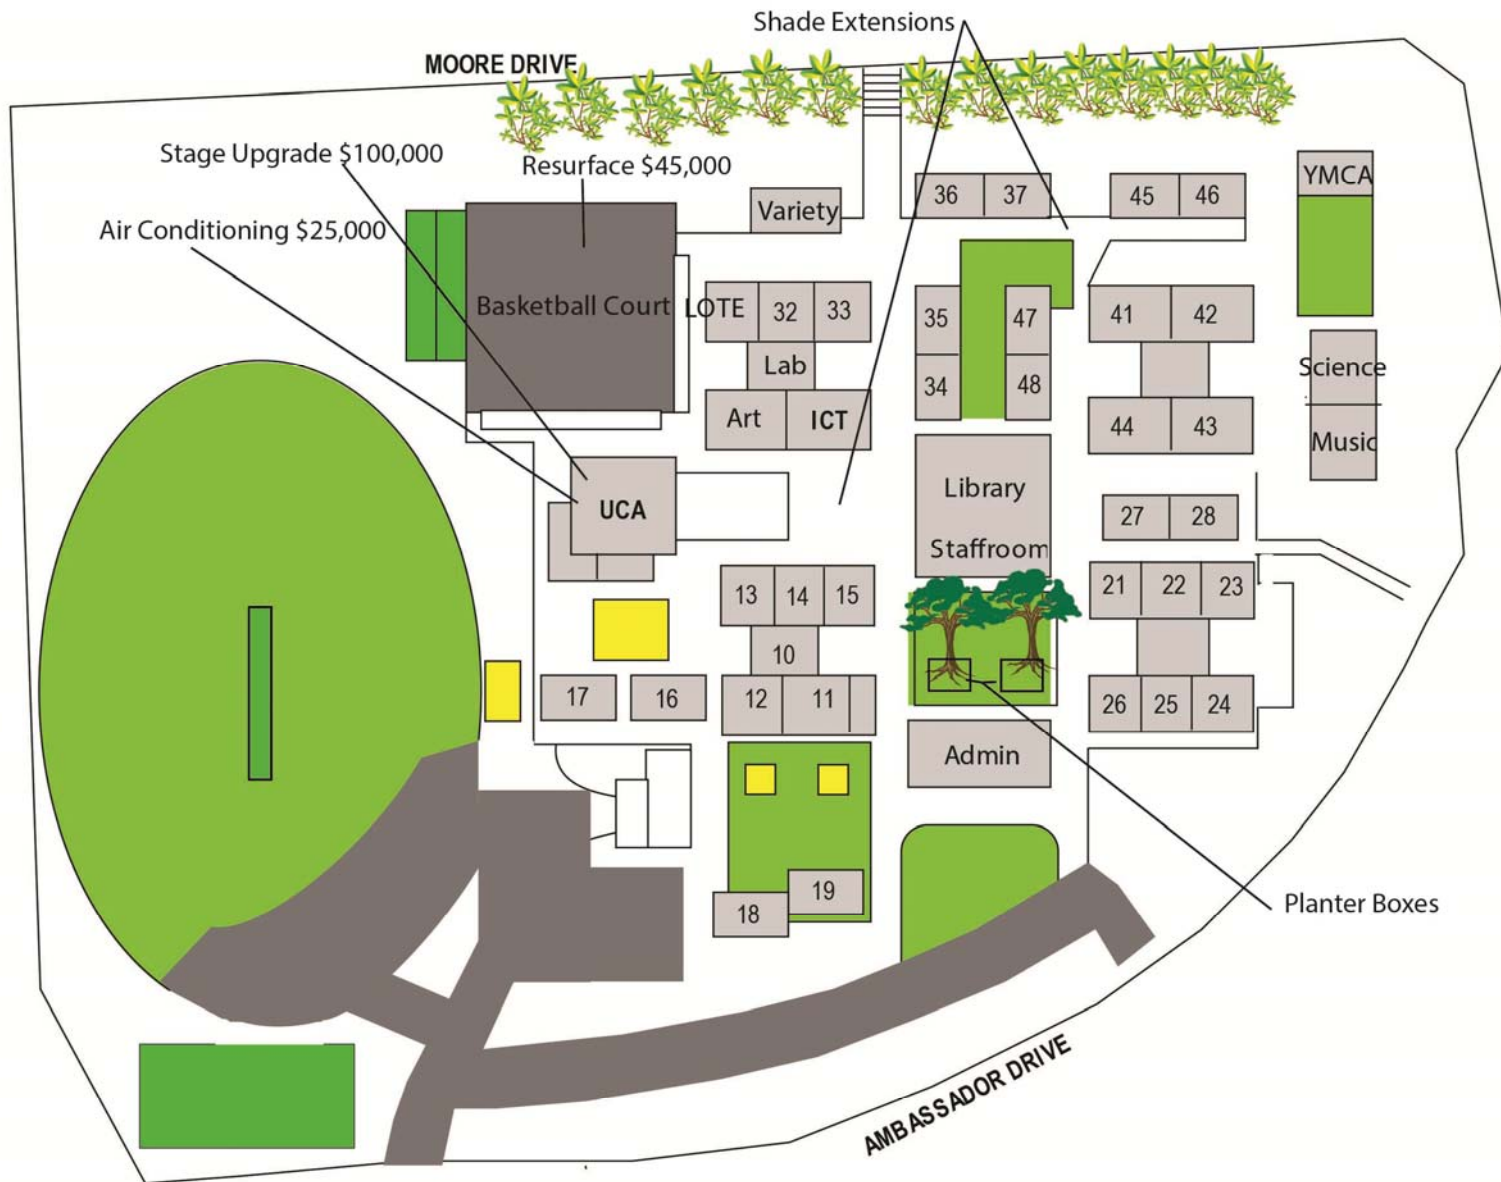 Shade Extensions
MOORE DRIVE
Stage Upgrade $100,000
Resurface $45,000
Air Conditioning $25,000
Variety
36 37
45 46
YMCA
Basketball Court
LOTE 32 33
35
47
41 42
Lab
34
48
Science
Art ICT
44 43
Music
Library
UCA
27 28
Staffroom
13 14 15
21 22 23
10
17 16
12 11
26 25 24
Admin
19
18
Planter Boxes
AMBASSADOR DRIVE